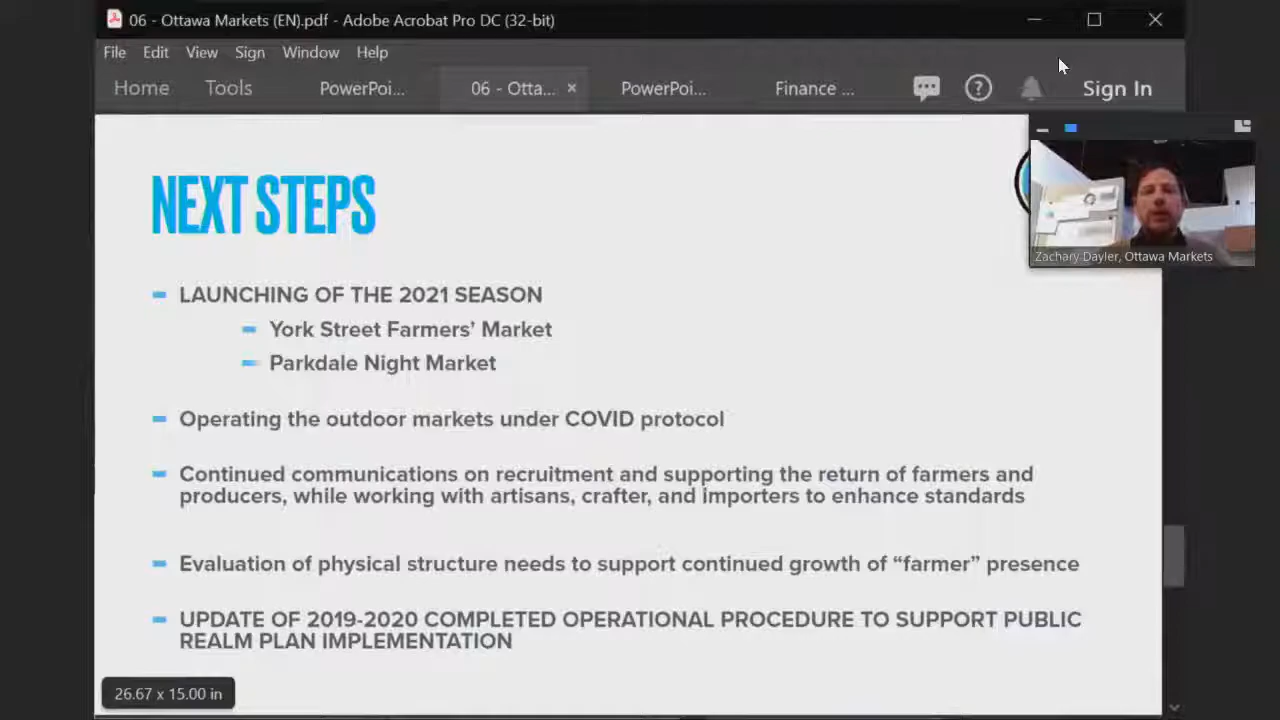 06 - Ottawa Markets (EN).pdf - Adobe Acrobat Pro DC (32-bit)
File Edit View Sign Window Help
Home Tools PowerPoi... 06 - Otta... × PowerPoi... Finance ... ? Sign In
NEXT STEPS
Zachary Dayler, Ottawa Markets
LAUNCHING OF THE 2021 SEASON
York Street Farmers’ Market
Parkdale Night Market
Operating the outdoor markets under COVID protocol
Continued communications on recruitment and supporting the return of farmers and
producers, while working with artisans, crafter, and importers to enhance standards
Evaluation of physical structure needs to support continued growth of “farmer” presence
UPDATE OF 2019-2020 COMPLETED OPERATIONAL PROCEDURE TO SUPPORT PUBLIC
REALM PLAN IMPLEMENTATION
26.67 x 15.00 in